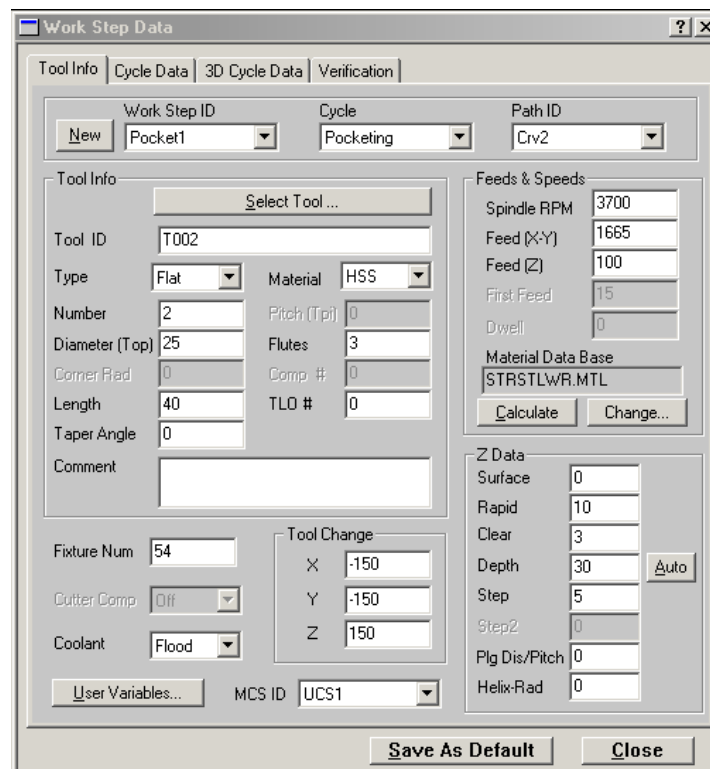 Work Step Data
Tool Info Cycle Data 3D Cycle Data Verification
Work Step ID Cycle Path ID
New Pocket1 Pocketing Crv2
Tool Info
Select Tool ...
Tool ID T002
Type Flat Material HSS
Number 2 Pitch (Tpi) 0
Diameter (Top) 25 Flutes 3
Corner Rad 0 Comp # 0
Length 40 TLO # 0
Taper Angle 0
Comment
Feeds & Speeds
Spindle RPM 3700
Feed (X-Y) 1665
Feed (Z) 100
First Feed 15
Dwell 0
Material Data Base
STRSTLWR.MTL
Calculate Change...
Fixture Num 54
Cutter Comp Off
Coolant Flood
Tool Change
X -150
Y -150
Z 150
Z Data
Surface 0
Rapid 10
Clear 3
Depth 30 Auto
Step 5
Step2 0
Plg Dis/Pitch 0
Helix-Rad 0
User Variables... MCS ID UCS1
Save As Default Close